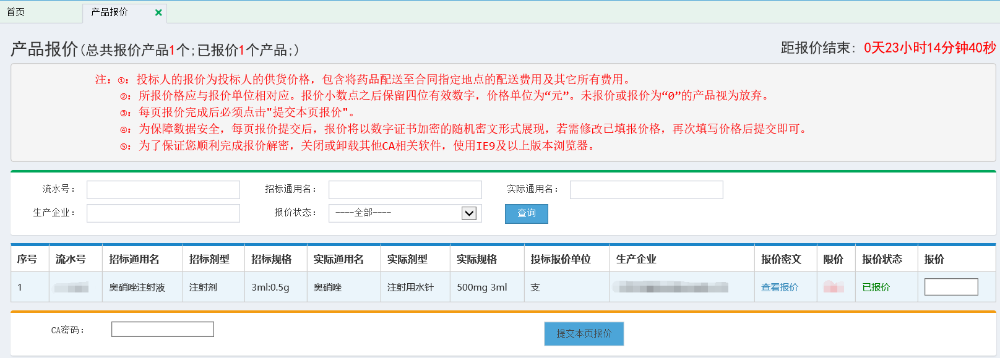 首页
产品报价
产品报价(总共报价产品1个;已报价1个产品;)
距报价结束：0天23小时14分钟40秒
注：①：投标人的报价为投标人的供货价格，包含将药品配送至合同指定地点的配送费用及其它所有费用。
②：所报价格应与报价单位相对应。报价小数点之后保留四位有效数字，价格单位为“元”。未报价或报价为“0”的产品视为放弃。
③：每页报价完成后必须点击"提交本页报价"。
④：为保障数据安全，每页报价提交后，报价将以数字证书加密的随机密文形式展现，若需修改已填报价格，再次填写价格后提交即可。
⑤：为了保证您顺利完成报价解密，关闭或卸载其他CA相关软件，使用IE9及以上版本浏览器。
流水号： 招标通用名： 实际通用名：
生产企业： 报价状态： ----全部---- 查询
序号 流水号 招标通用名 招标剂型 招标规格 实际通用名 实际剂型 实际规格 投标报价单位 生产企业 报价密文 限价 报价状态 报价
1 奥硝唑注射液 注射剂 3ml:0.5g 奥硝唑 注射用水针 500mg 3ml 支 查看报价 已报价
CA密码： 提交本页报价